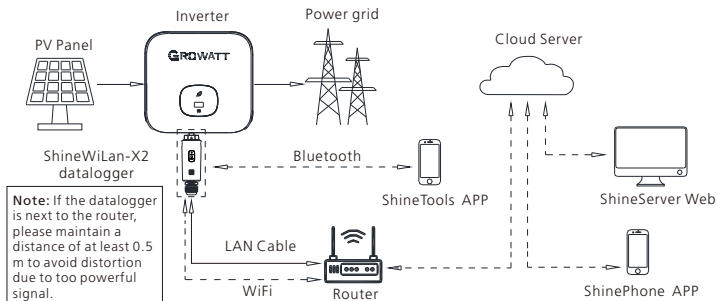 Inverter
Power grid
PV Panel
GROWATT
Cloud Server
ShineWiLan-X2
datalogger
Bluetooth
ShineTools APP
ShineServer Web
Note: If the datalogger
is next to the router,
please maintain a
distance of at least 0.5
m to avoid distortion
due to too powerful
signal.
LAN Cable
WiFi
Router
ShinePhone APP